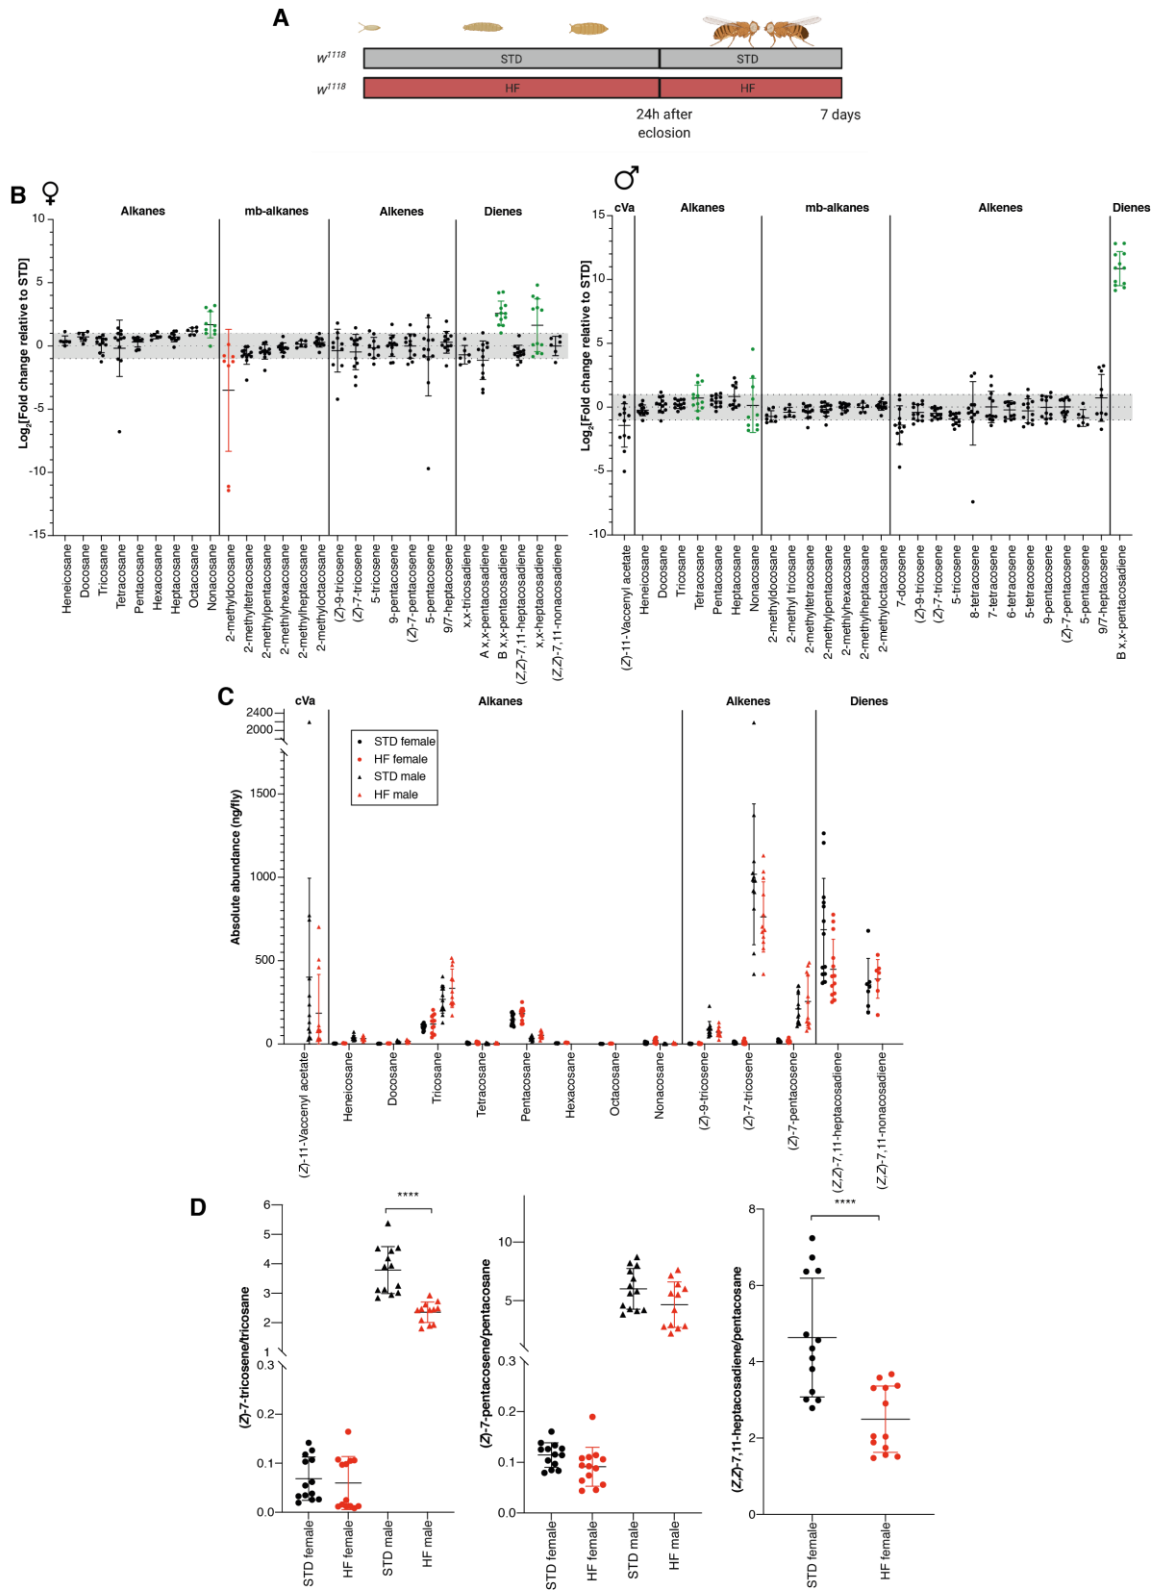 A
w1118
STD
STD
w1118
HF
HF
24h after
eclosion
7 days
B
♀
Alkanes
mb-alkanes
Alkenes
Dienes
Log2[Fold change relative to STD]
10
5
0
-5
-10
-15
Heneicosane
Docosane
Tricosane
Tetracosane
Pentacosane
Hexacosane
Heptacosane
Octacosane
Nonacosane
2-methyldocosane
2-methyltetracosane
2-methylpentacosane
2-methylhexacosane
2-methylheptacosane
2-methyloctacosane
(Z)-9-tricosene
(Z)-7-tricosene
5-tricosene
9-pentacosene
(Z)-7-pentacosene
5-pentacosene
9/7-heptacosene
x,x-tricosadiene
A x,x-pentacosadiene
B x,x-pentacosadiene
(Z,Z)-7,11-heptacosadiene
x,x-heptacosadiene
(Z,Z)-7,11-nonacosadiene
♂
cVa
Alkanes
mb-alkanes
Alkenes
Dienes
Log2[Fold change relative to STD]
15
10
5
0
-5
-10
(Z)-11-Vaccenyl acetate
Heneicosane
Docosane
Tricosane
Tetracosane
Pentacosane
Heptacosane
Nonacosane
2-methyldocosane
2-methyl tricosane
2-methyltetracosane
2-methylpentacosane
2-methylhexacosane
2-methylheptacosane
2-methyloctacosane
7-docosene
(Z)-9-tricosene
(Z)-7-tricosene
5-tricosene
8-tetracosene
7-tetracosene
6-tetracosene
5-tetracosene
9-pentacosene
(Z)-7-pentacosene
5-pentacosene
9/7-heptacosene
B x,x-pentacosadiene
C
cVa
Alkanes
Alkenes
Dienes
Absolute abundance (ng/fly)
2400
2000
1500
1000
500
0
STD female
HF female
STD male
HF male
(Z)-11-Vaccenyl acetate
Heneicosane
Docosane
Tricosane
Tetracosane
Pentacosane
Hexacosane
Octacosane
Nonacosane
(Z)-9-tricosene
(Z)-7-tricosene
(Z)-7-pentacosene
(Z,Z)-7,11-heptacosadiene
(Z,Z)-7,11-nonacosadiene
D
(Z)-7-tricosene/tricosane
6
5
4
3
2
1
0.3
0.2
0.1
0.0
****
STD female
HF female
STD male
HF male
(Z)-7-pentacosene/pentacosane
10
5
0.3
0.2
0.1
0.0
STD female
HF female
STD male
HF male
(Z,Z)-7,11-heptacosadiene/pentacosane
8
6
4
2
0
****
STD female
HF female